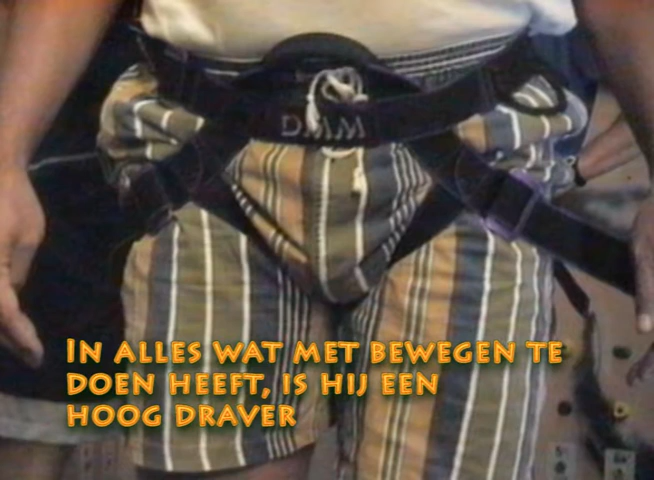 DMM
IN ALLES WAT MET BEWEGEN TE
DOEN HEEFT, IS HIJ EEN
HOOG DRAVER